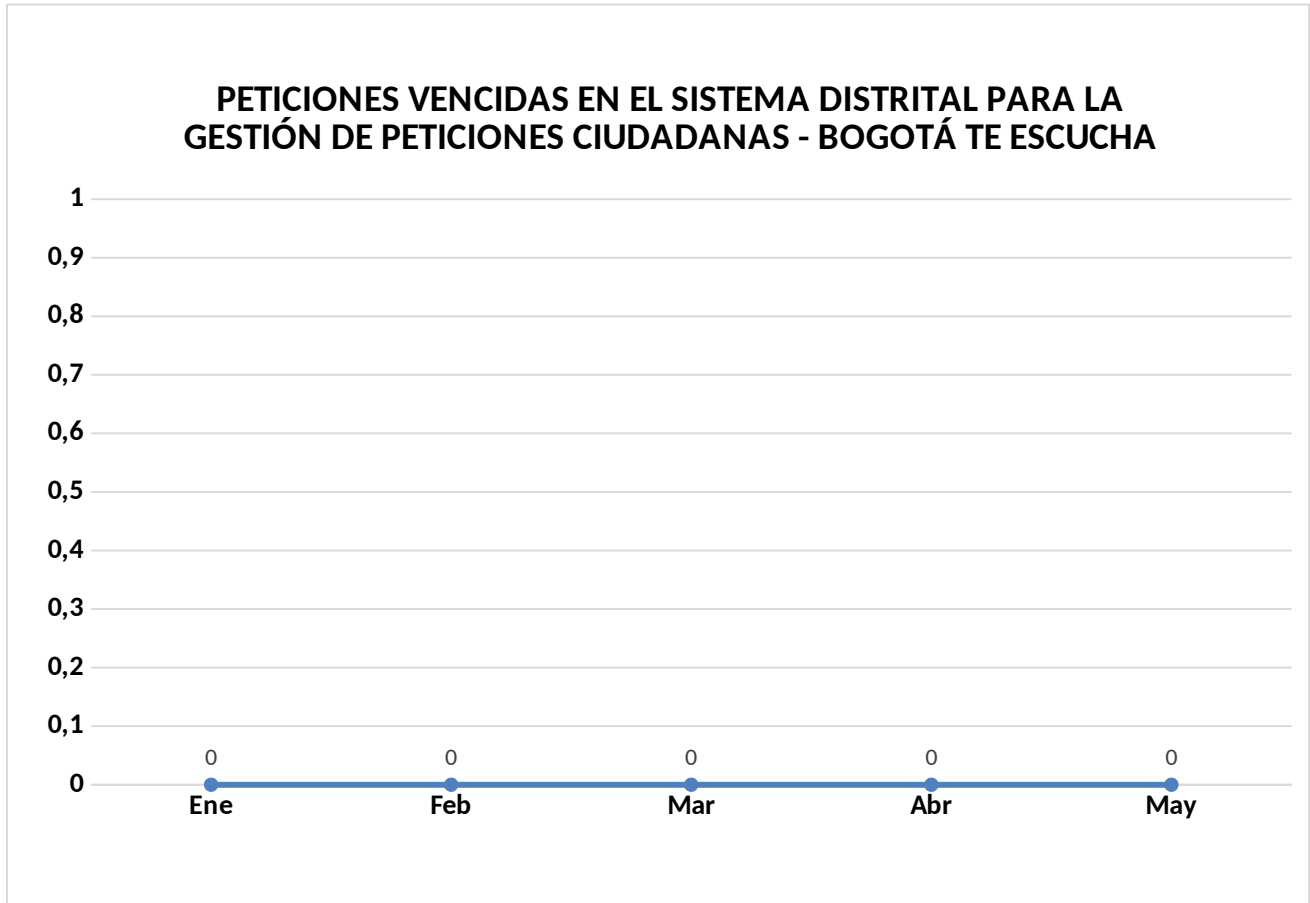 PETICIONES VENCIDAS EN EL SISTEMA DISTRITAL PARA LA
GESTIÓN DE PETICIONES CIUDADANAS - BOGOTÁ TE ESCUCHA
1
0,9
0,8
0,7
0,6
0,5
0,4
0,3
0,2
0,1
0 0 0 0 0
0
Ene Feb Mar Abr May